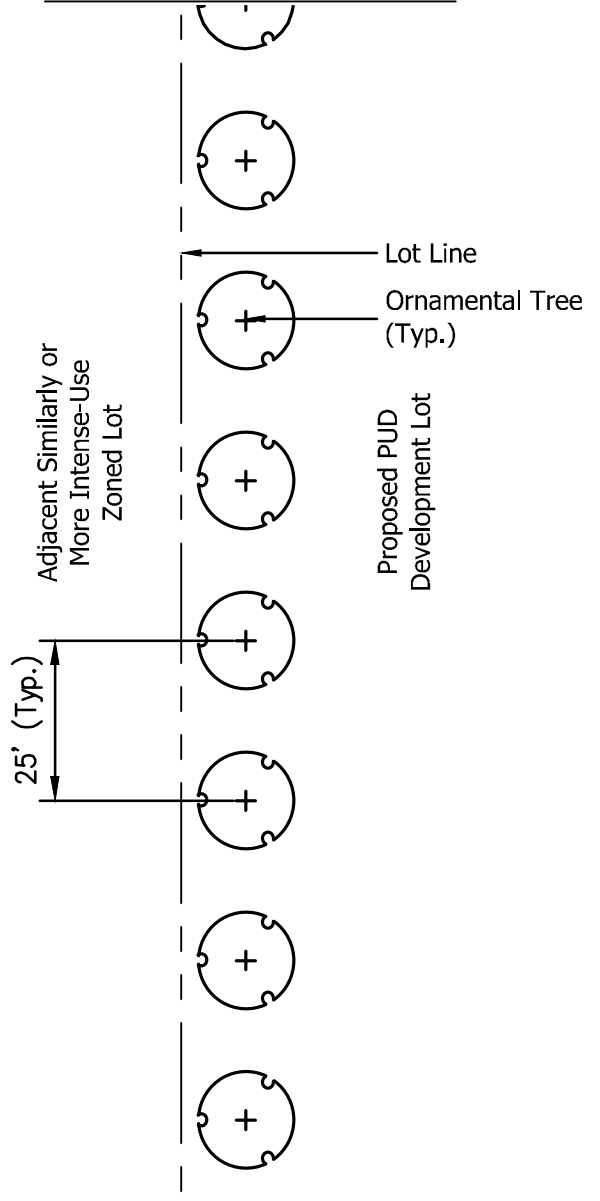 Lot Line
Ornamental Tree
(Typ.)
Adjacent Similarly or
More Intense-Use
Zoned Lot
Proposed PUD
Development Lot
25' (Typ.)